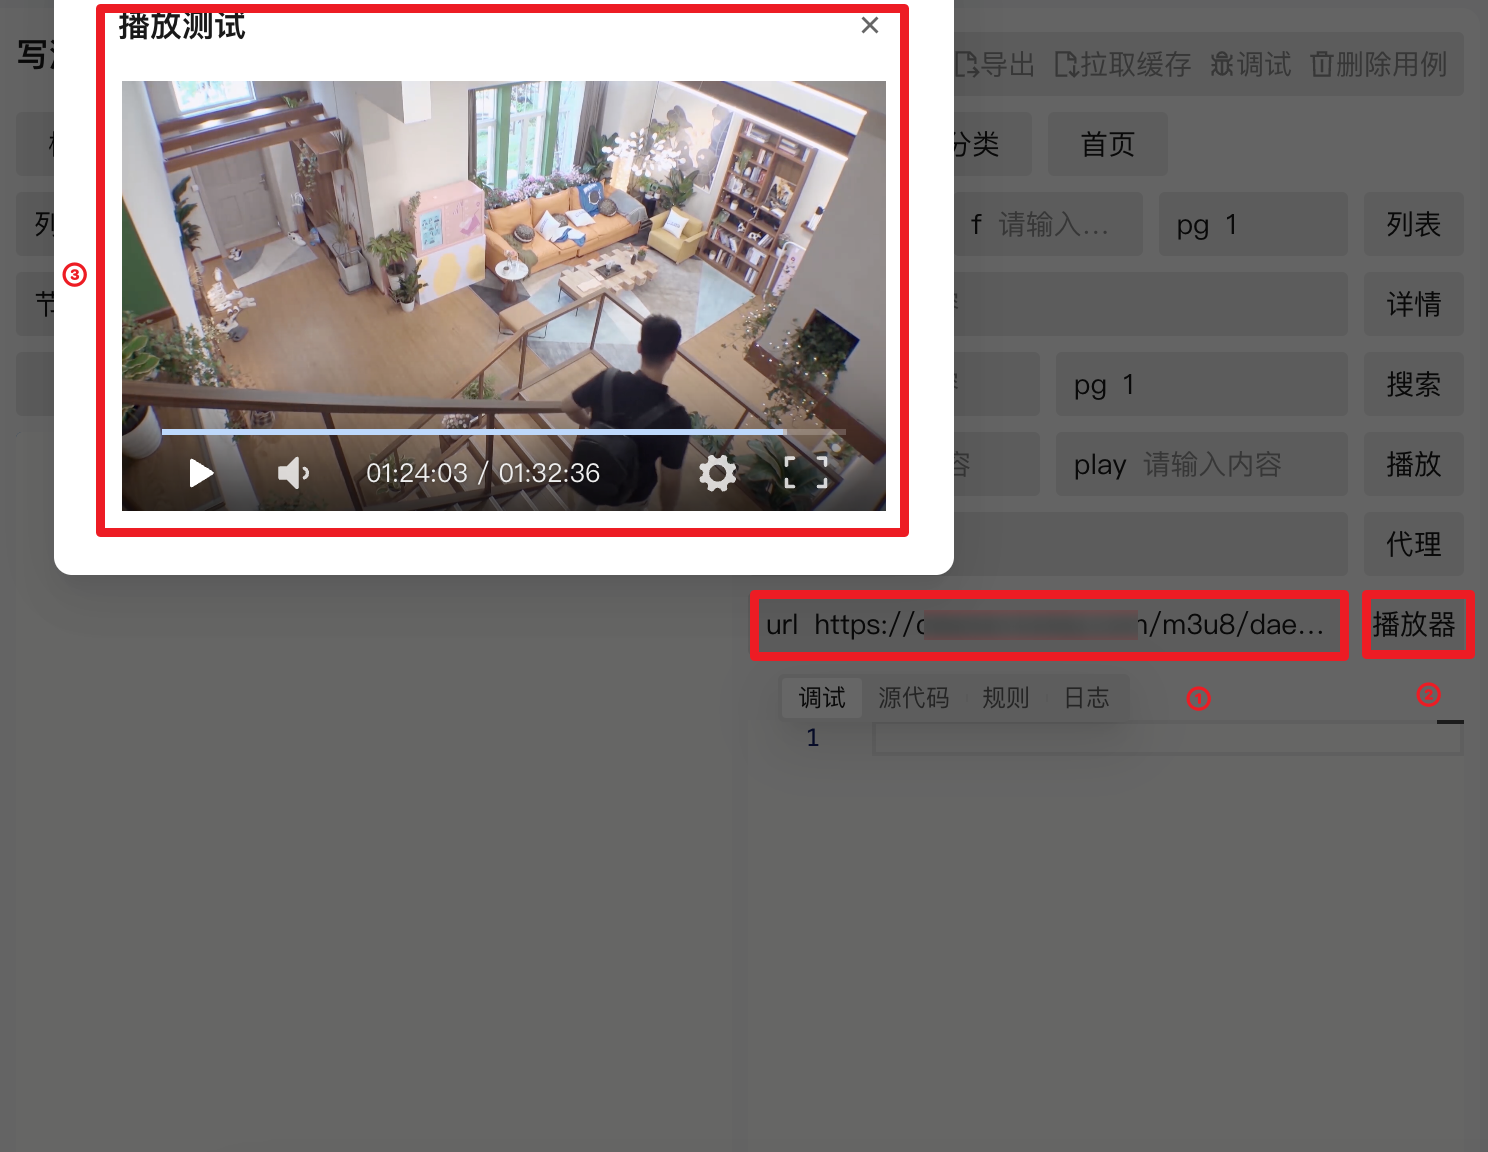 播放测试
写
导出 拉取缓存 调试 删除用例
分类 首页
列
f 请输入... pg 1 列表
③
节
详情
pg 1 搜索
容 play 请输入内容 播放
01:24:03 / 01:32:36
代理
url https:// /m3u8/dae... 播放器
调试 源代码 规则 日志 ① ②
1